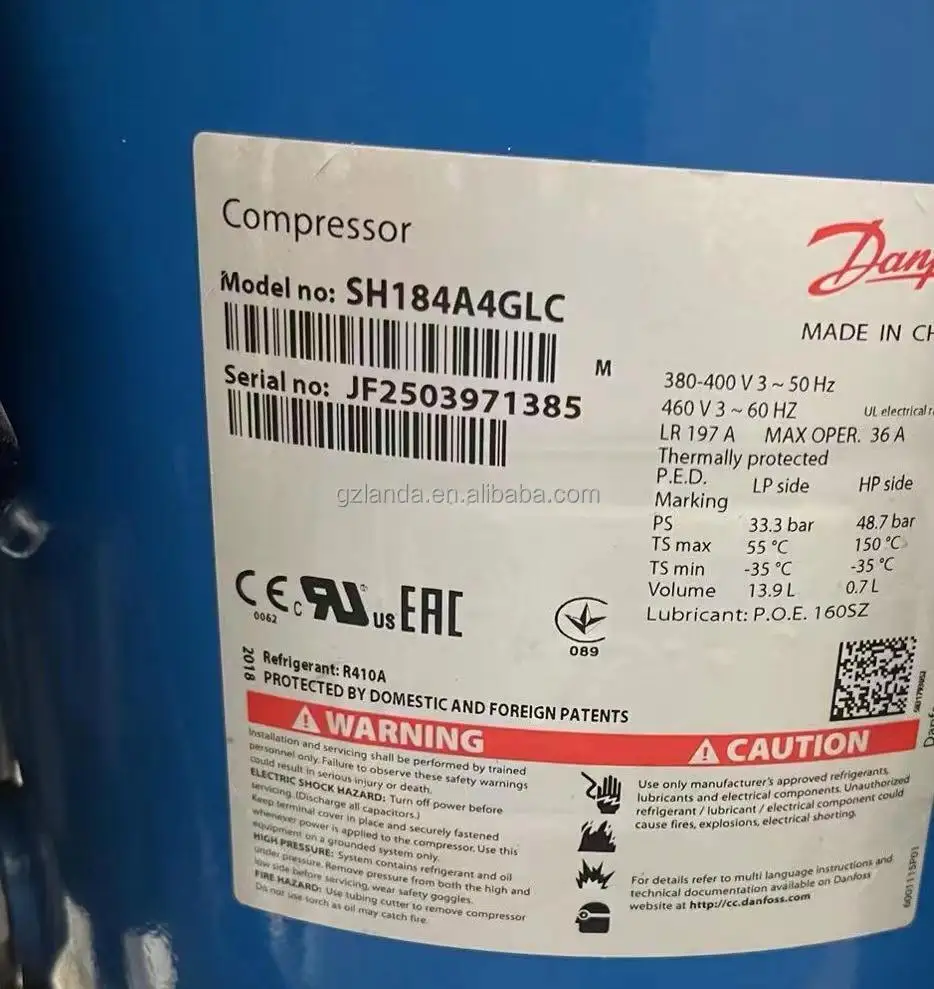 Compressor
Danf
MADE IN CH
Model no: SH184A4GLC
M
Serial no: JF2503971385
380-400 V 3 ~ 50 Hz
460 V 3 ~ 60 HZ
UL electrical
LR 197 A MAX OPER. 36 A
Thermally protected
P.E.D. LP side HP side
Marking
PS 33.3 bar 48.7 bar
TS max 55 °C 150 °C
TS min -35 °C -35 °C
Volume 13.9 L 0.7 L
Lubricant: P.O.E. 160SZ
gzlanda.en.alibaba.com
CE
0062
c RU ® us
EAC
089
2018
Refrigerant: R410A
PROTECTED BY DOMESTIC AND FOREIGN PATENTS
WARNING
Installation and servicing shall be performed by trained
personnel only. Failure to observe these safety warnings
could result in serious injury or death.
ELECTRIC SHOCK HAZARD: Turn off power before
servicing. (Discharge all capacitors.)
Keep terminal cover in place and securely fastened
whenever power is applied to the compressor. Use this
equipment on a grounded system only.
HIGH PRESSURE: System contains refrigerant and oil
under pressure. Remove pressure from both the high and
low side before servicing, wear safety goggles.
FIRE HAZARD: Use tubing cutter to remove compressor
Do not use torch as oil may catch fire.
CAUTION
Use only manufacturer's approved refrigerants,
lubricants and electrical components. Unauthorized
refrigerant / lubricant / electrical component could
cause fires, explosions, electrical shorting.
For details refer to multi language instructions and
technical documentation available on Danfoss
website at http://cc.danfoss.com
Danfo